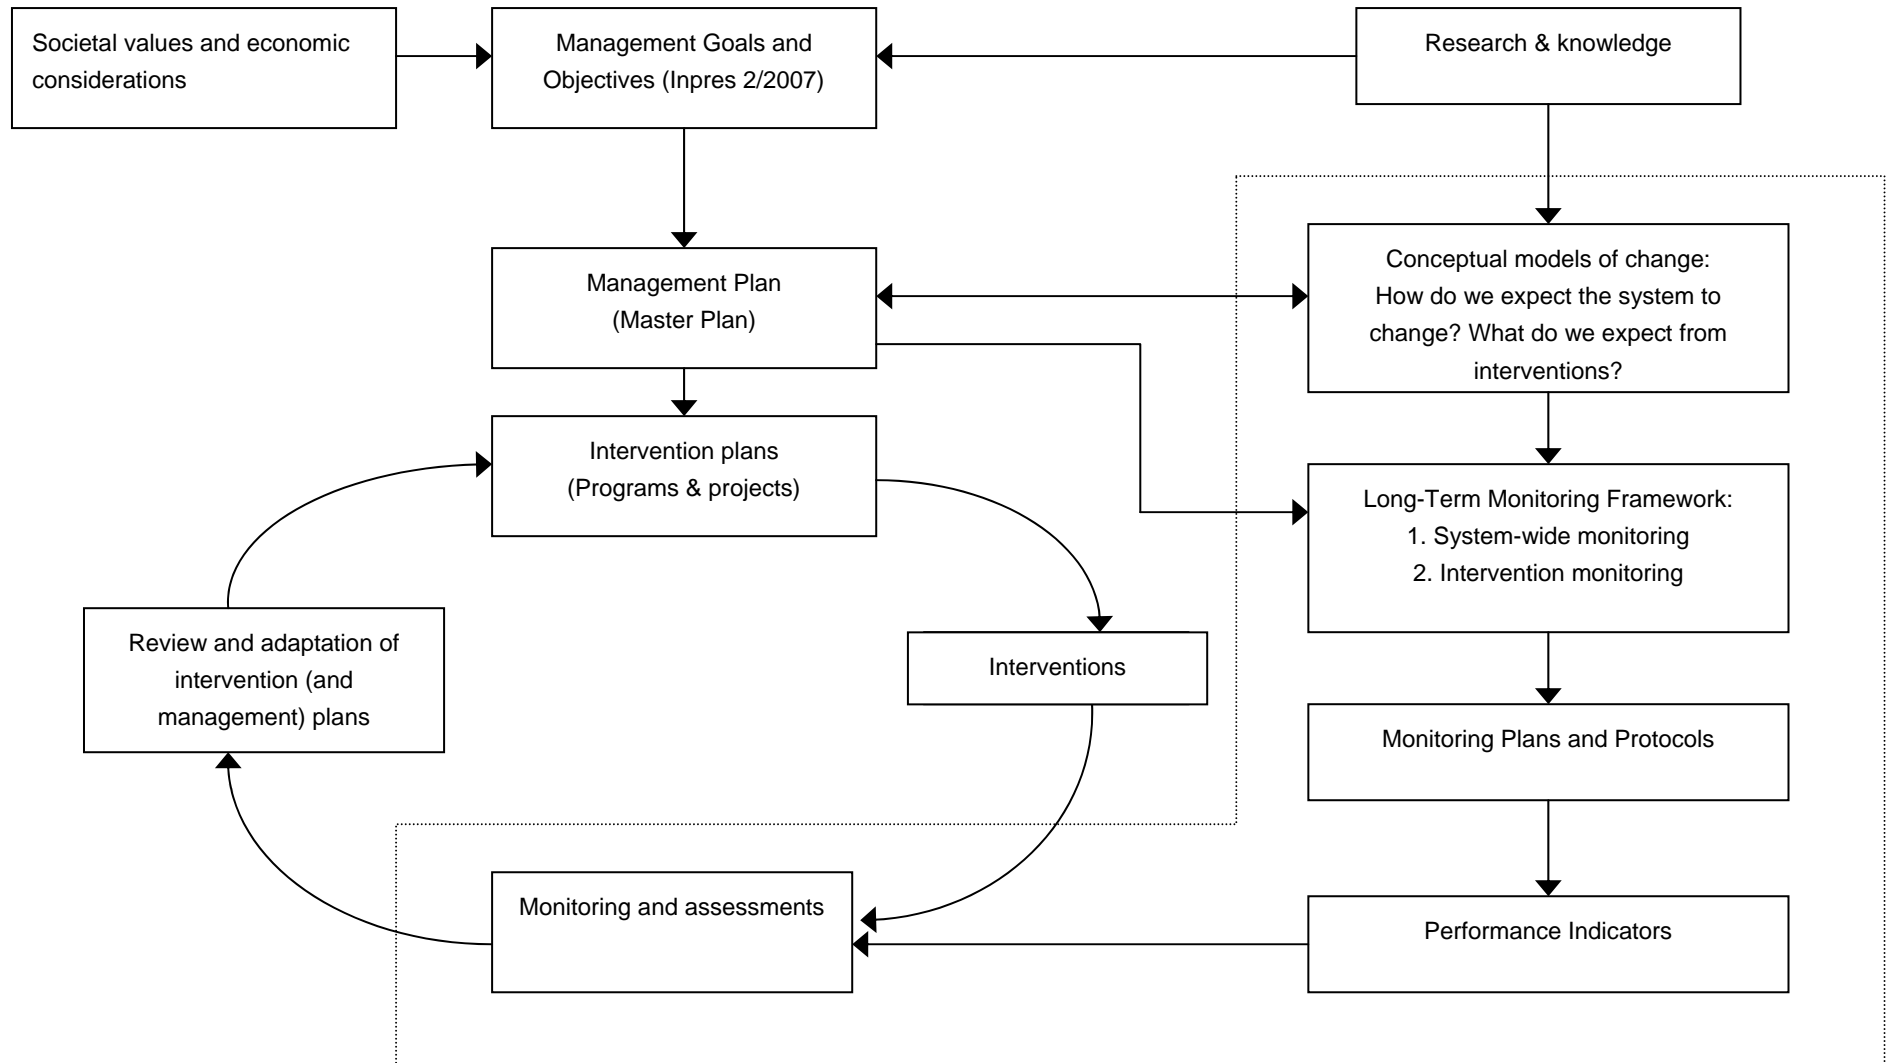 Societal values and economic
considerations
Management Goals and
Objectives (Inpres 2/2007)
Research & knowledge
Management Plan
(Master Plan)
Conceptual models of change:
How do we expect the system to
change? What do we expect from
interventions?
Intervention plans
(Programs & projects)
Long-Term Monitoring Framework:
1. System-wide monitoring
2. Intervention monitoring
Review and adaptation of
intervention (and
management) plans
Interventions
Monitoring Plans and Protocols
Monitoring and assessments
Performance Indicators